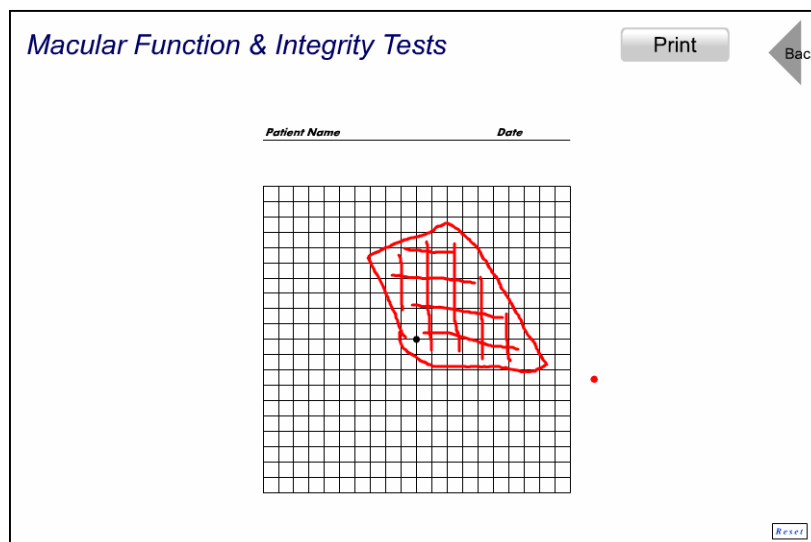 Macular Function & Integrity Tests
Print
Bac
Patient Name Date
Reset